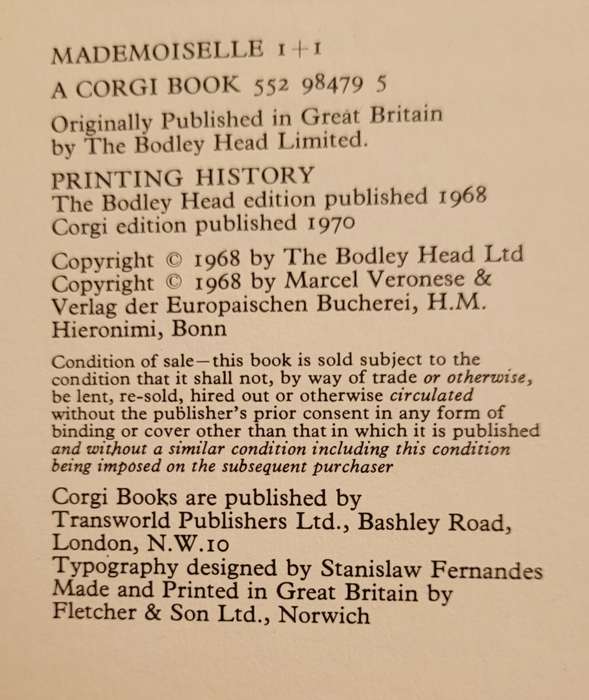 MADEMOISELLE 1+1
A CORGI BOOK 552 98479 5
Originally Published in Great Britain
by The Bodley Head Limited.
PRINTING HISTORY
The Bodley Head edition published 1968
Corgi edition published 1970
Copyright © 1968 by The Bodley Head Ltd
Copyright © 1968 by Marcel Veronese &
Verlag der Europaischen Bucherei, H.M.
Hieronimi, Bonn
Condition of sale—this book is sold subject to the
condition that it shall not, by way of trade or otherwise,
be lent, re-sold, hired out or otherwise circulated
without the publisher's prior consent in any form of
binding or cover other than that in which it is published
and without a similar condition including this condition
being imposed on the subsequent purchaser
Corgi Books are published by
Transworld Publishers Ltd., Bashley Road,
London, N.W.10
Typography designed by Stanislaw Fernandes
Made and Printed in Great Britain by
Fletcher & Son Ltd., Norwich